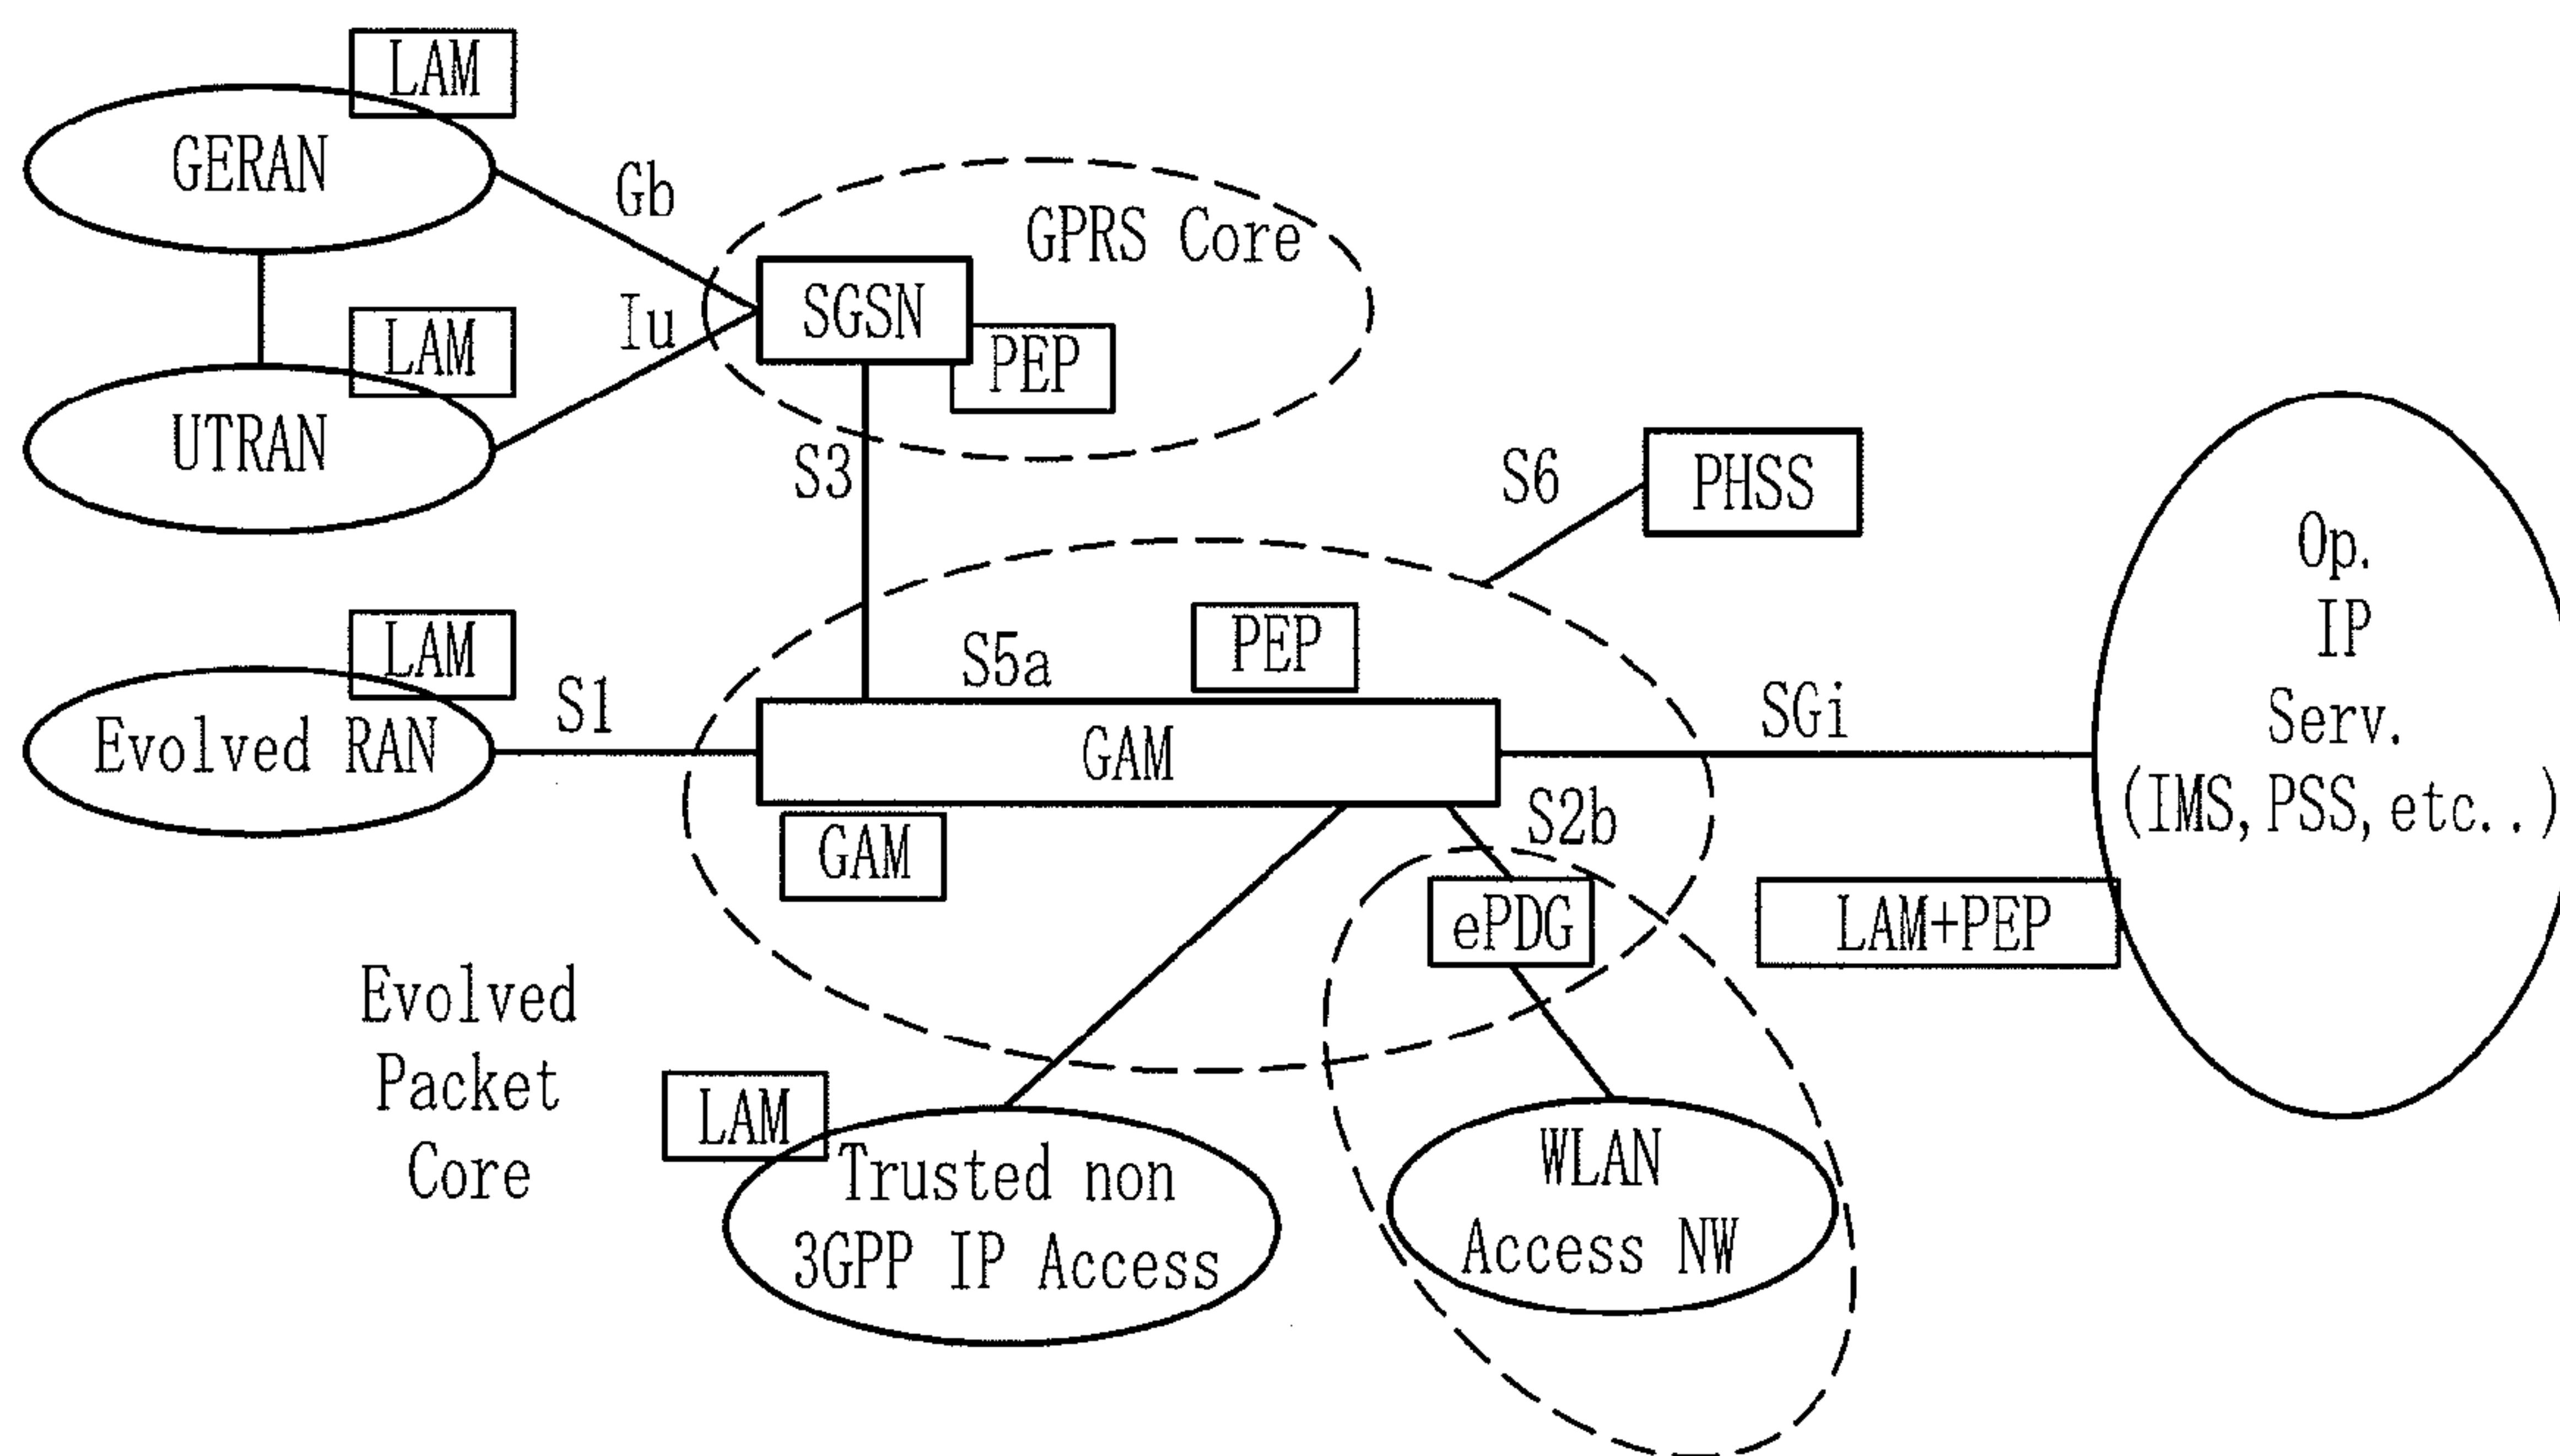 LAM
GERAN
Gb
GPRS Core
SGSN
Iu
LAM
PEP
UTRAN
S3
S6
PHSS
Op.
IP
Serv.
(IMS, PSS, etc..)
LAM
PEP
S5a
S1
SGi
Evolved RAN
GAM
S2b
GAM
ePDG
LAM+PEP
Evolved
Packet
Core
LAM
Trusted non
3GPP IP Access
WLAN
Access NW